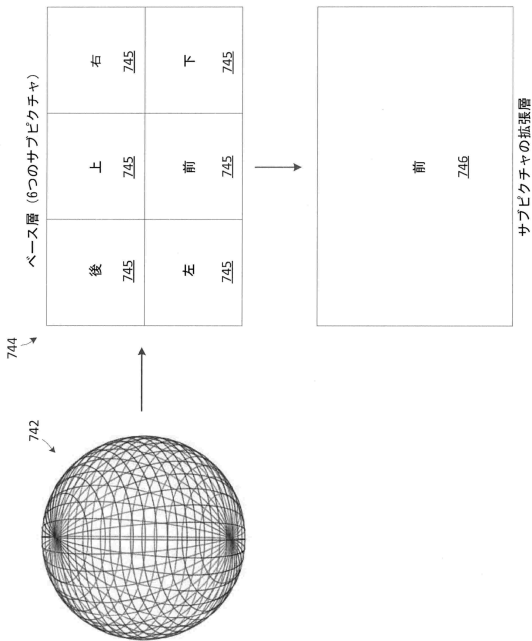 742
744
ベース層 (6つのサブピクチャ)
後
上
右
745
745
745
左
前
下
745
745
745
前
746
サブピクチャの拡張層